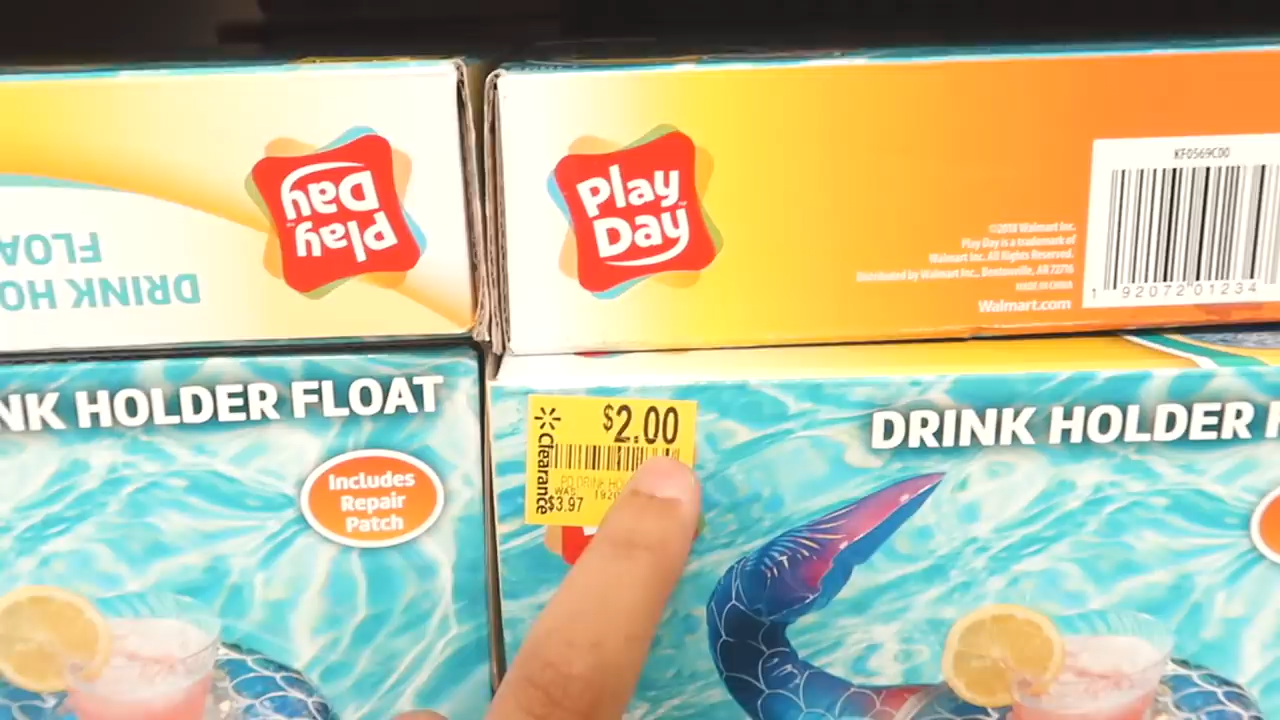 Play
Day
DRINK HO
FLOA
Play
Day
KF0569C00
©2018 Walmart Inc.
Play Day is a trademark of
Walmart Inc. All Rights Reserved.
Distributed by Walmart Inc., Bentonville, AR 72716
MADE IN CHINA
Walmart.com
1 92072 01234
NK HOLDER FLOAT
Includes
Repair
Patch
$2.00
Clearance
PD DRINK HO
WAS 192
$3.97
DRINK HOLDER